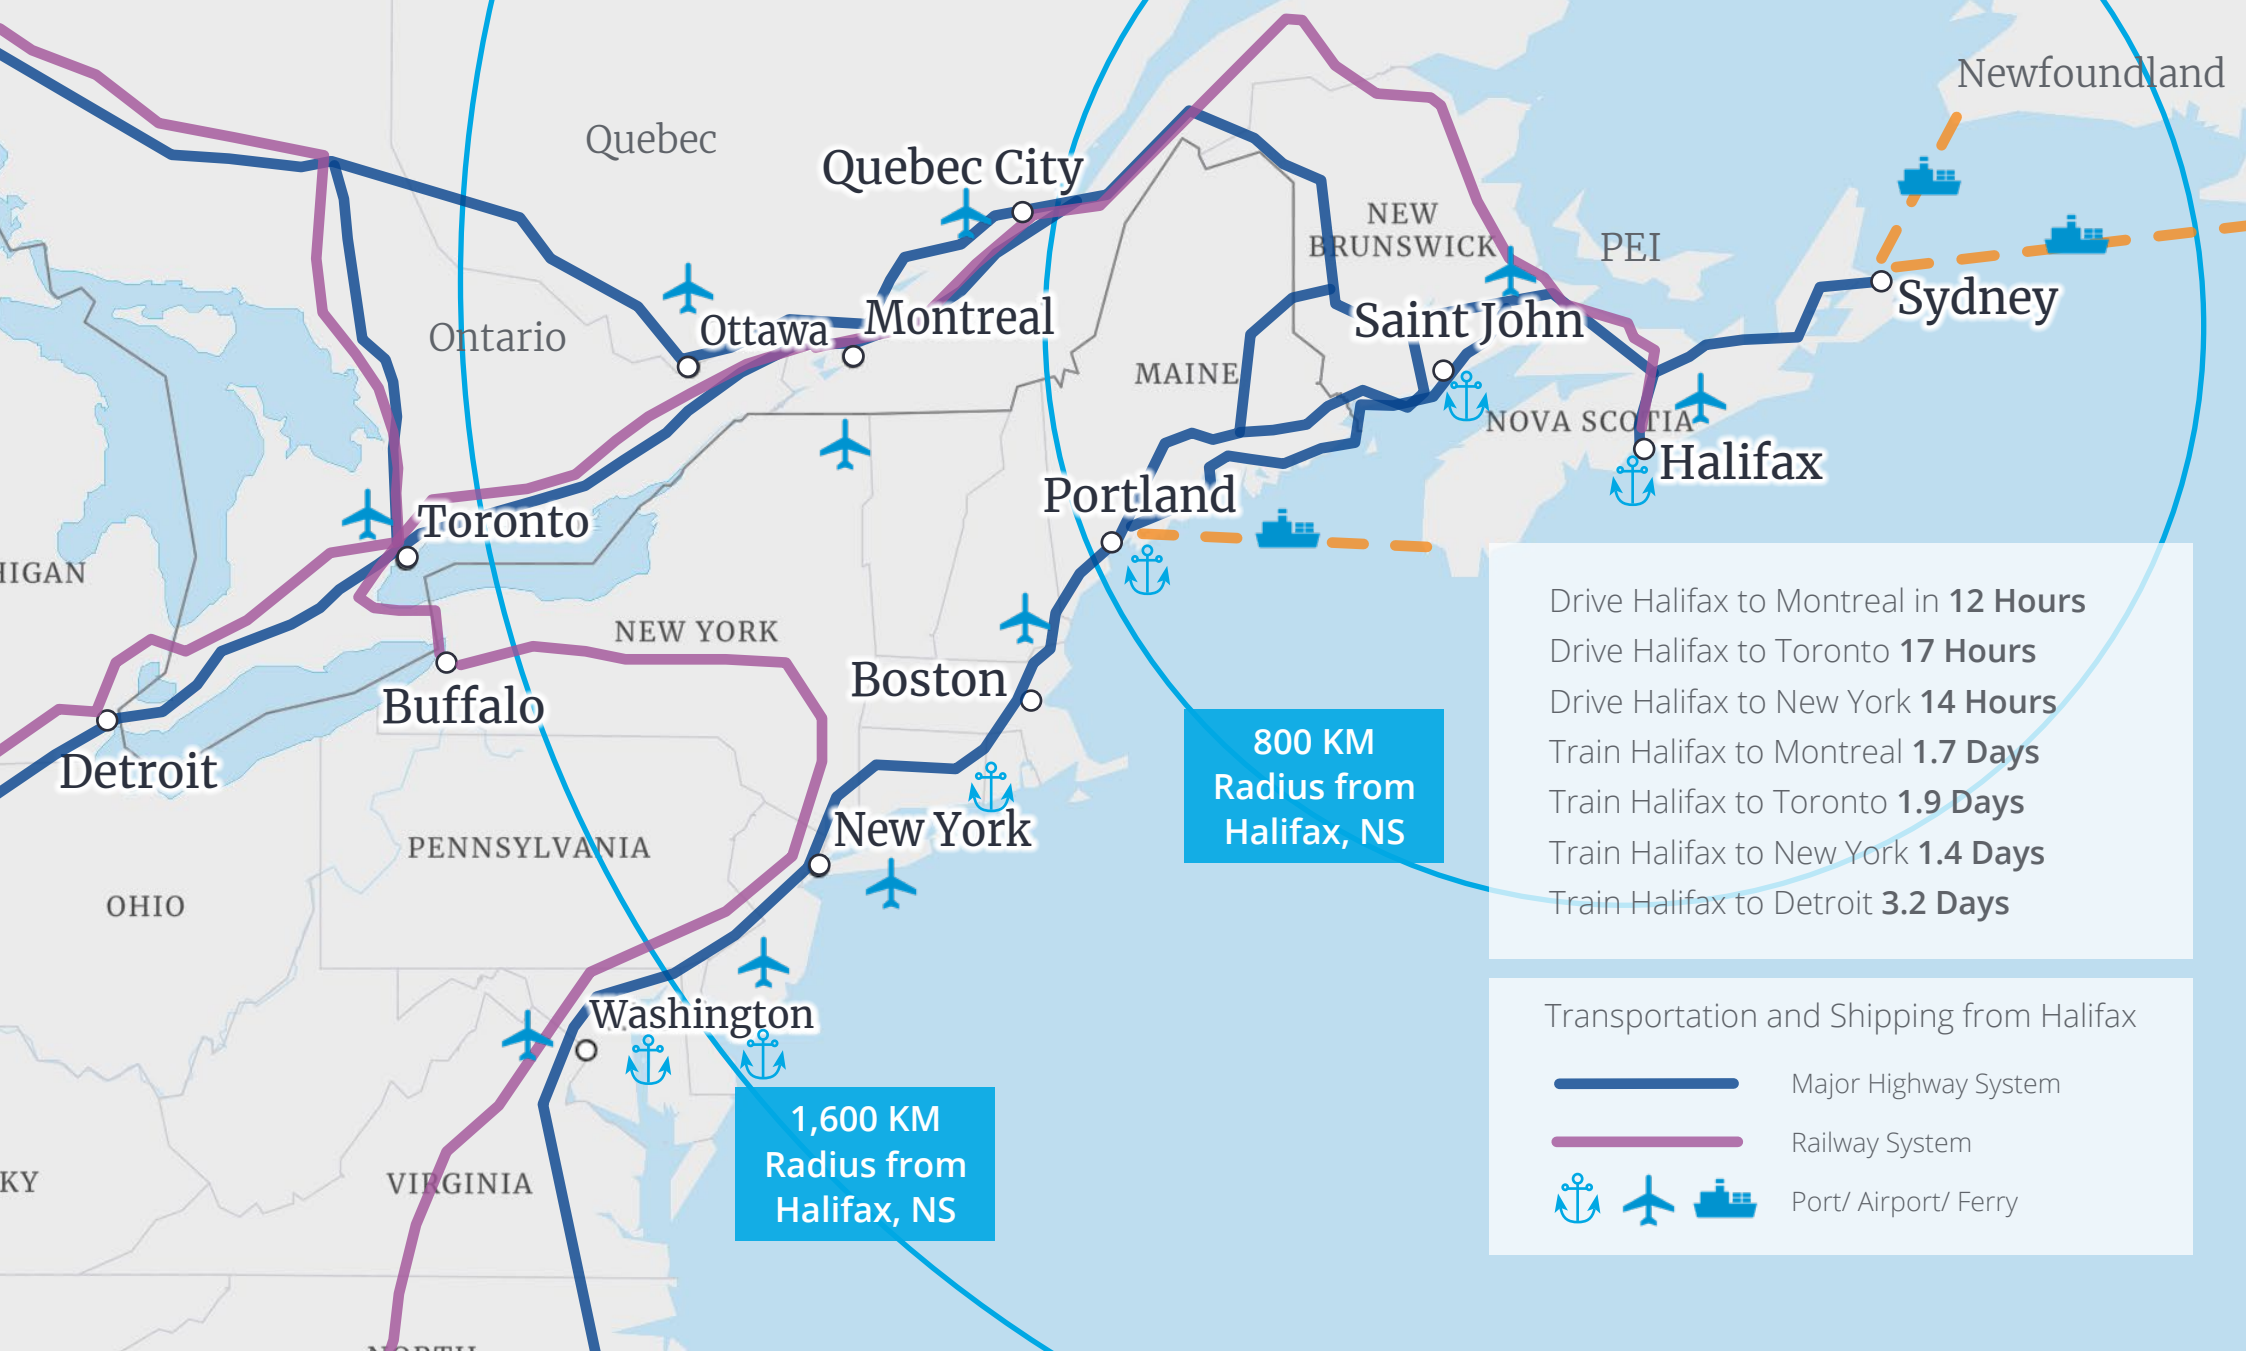 Newfoundland
Quebec
Quebec City
NEW
BRUNSWICK
PEI
Sydney
Ottawa
Montreal
Ontario
Saint John
MAINE
NOVA SCOTIA
Halifax
Portland
Toronto
HIGAN
NEW YORK
Boston
Buffalo
Detroit
New York
PENNSYLVANIA
OHIO
Washington
KY
VIRGINIA
NORTH
800 KM
Radius from
Halifax, NS
1,600 KM
Radius from
Halifax, NS
Drive Halifax to Montreal in 12 Hours
Drive Halifax to Toronto 17 Hours
Drive Halifax to New York 14 Hours
Train Halifax to Montreal 1.7 Days
Train Halifax to Toronto 1.9 Days
Train Halifax to New York 1.4 Days
Train Halifax to Detroit 3.2 Days
Transportation and Shipping from Halifax
Major Highway System
Railway System
Port/ Airport/ Ferry